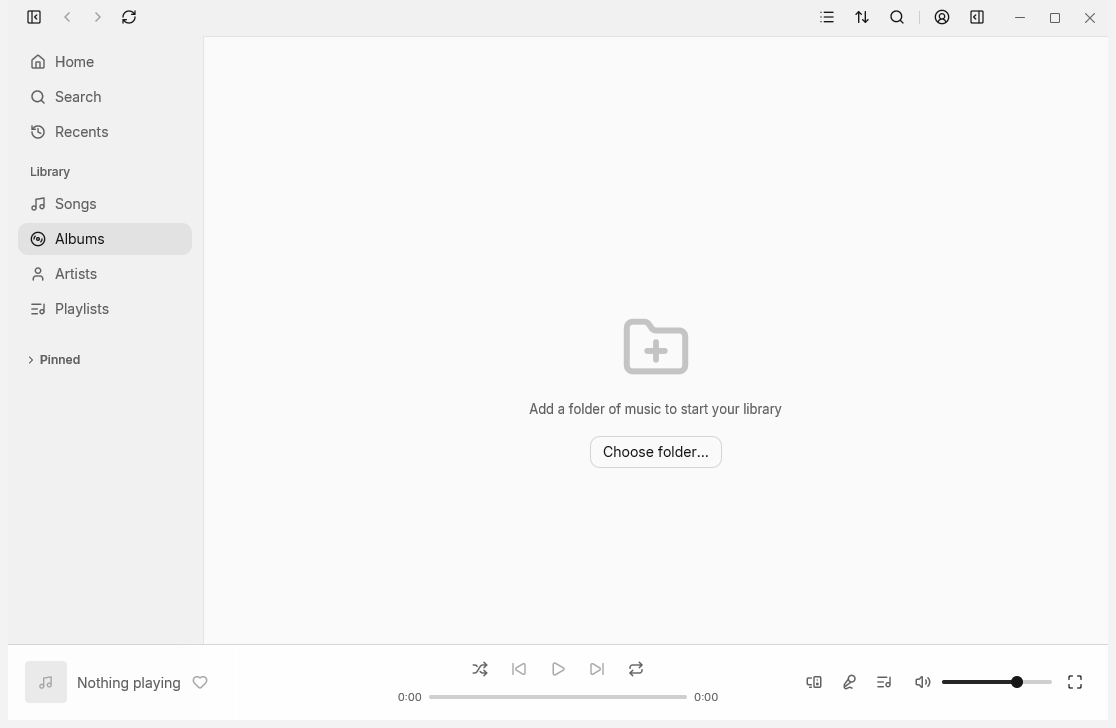 Home
Search
Recents
Library
Songs
Albums
Artists
Playlists
Pinned
Add a folder of music to start your library
Choose folder...
Nothing playing
0:00
0:00